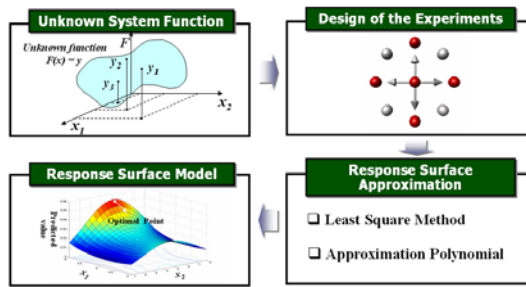 Unknown System Function
Unknown function
F(x) = y
F
y2
y1
y3
x2
x1
Design of the Experiments
Response Surface Model
Predicted
value
Optimed Point
x1
x2
Response Surface
Approximation
❑ Least Square Method
❑ Approximation Polynomial